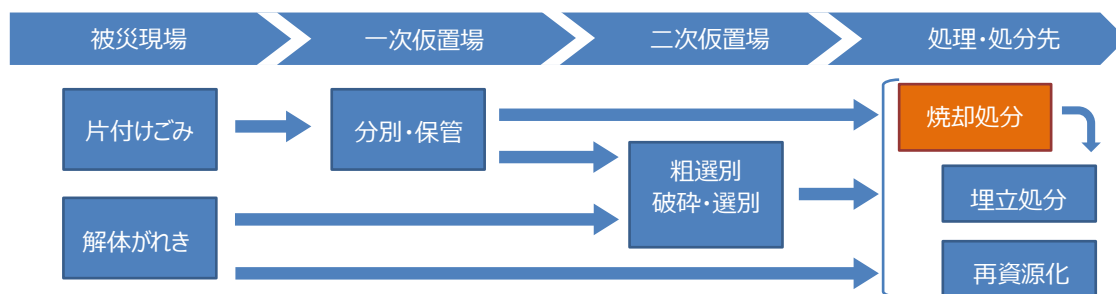 被災現場
一次仮置場
二次仮置場
処理・処分先
片付けごみ
分別・保管
焼却処分
粗選別
破砕・選別
埋立処分
解体がれき
再資源化